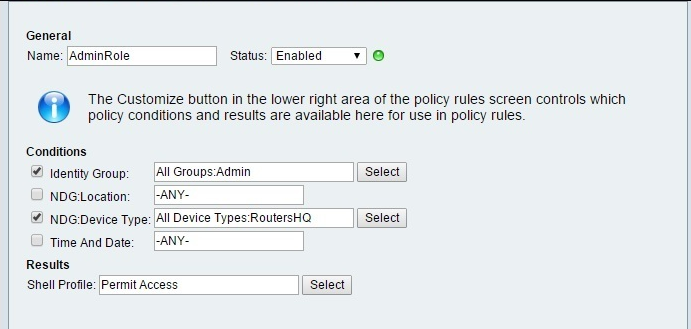 General
Name: AdminRole Status: Enabled
The Customize button in the lower right area of the policy rules screen controls which
policy conditions and results are available here for use in policy rules.
Conditions
Identity Group: All Groups:Admin Select
NDG:Location: -ANY-
NDG:Device Type: All Device Types:RoutersHQ Select
Time And Date: -ANY-
Results
Shell Profile: Permit Access Select